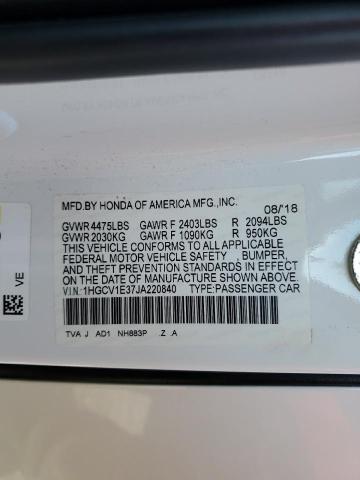 MFD.BY HONDA OF AMERICA MFG.,INC. 08/18
GVWR 4475LBS GAWR F 2403LBS R 2094LBS
GVWR 2030KG GAWR F 1090KG R 950KG
THIS VEHICLE CONFORMS TO ALL APPLICABLE
FEDERAL MOTOR VEHICLE SAFETY , BUMPER,
AND THEFT PREVENTION STANDARDS IN EFFECT
ON THE DATE OF MANUFACTURE SHOWN ABOVE.
V.I.N.:1HGCV1E37JA220840 TYPE:PASSENGER CAR
TVA J AD1 NH883P .Z .A
VE